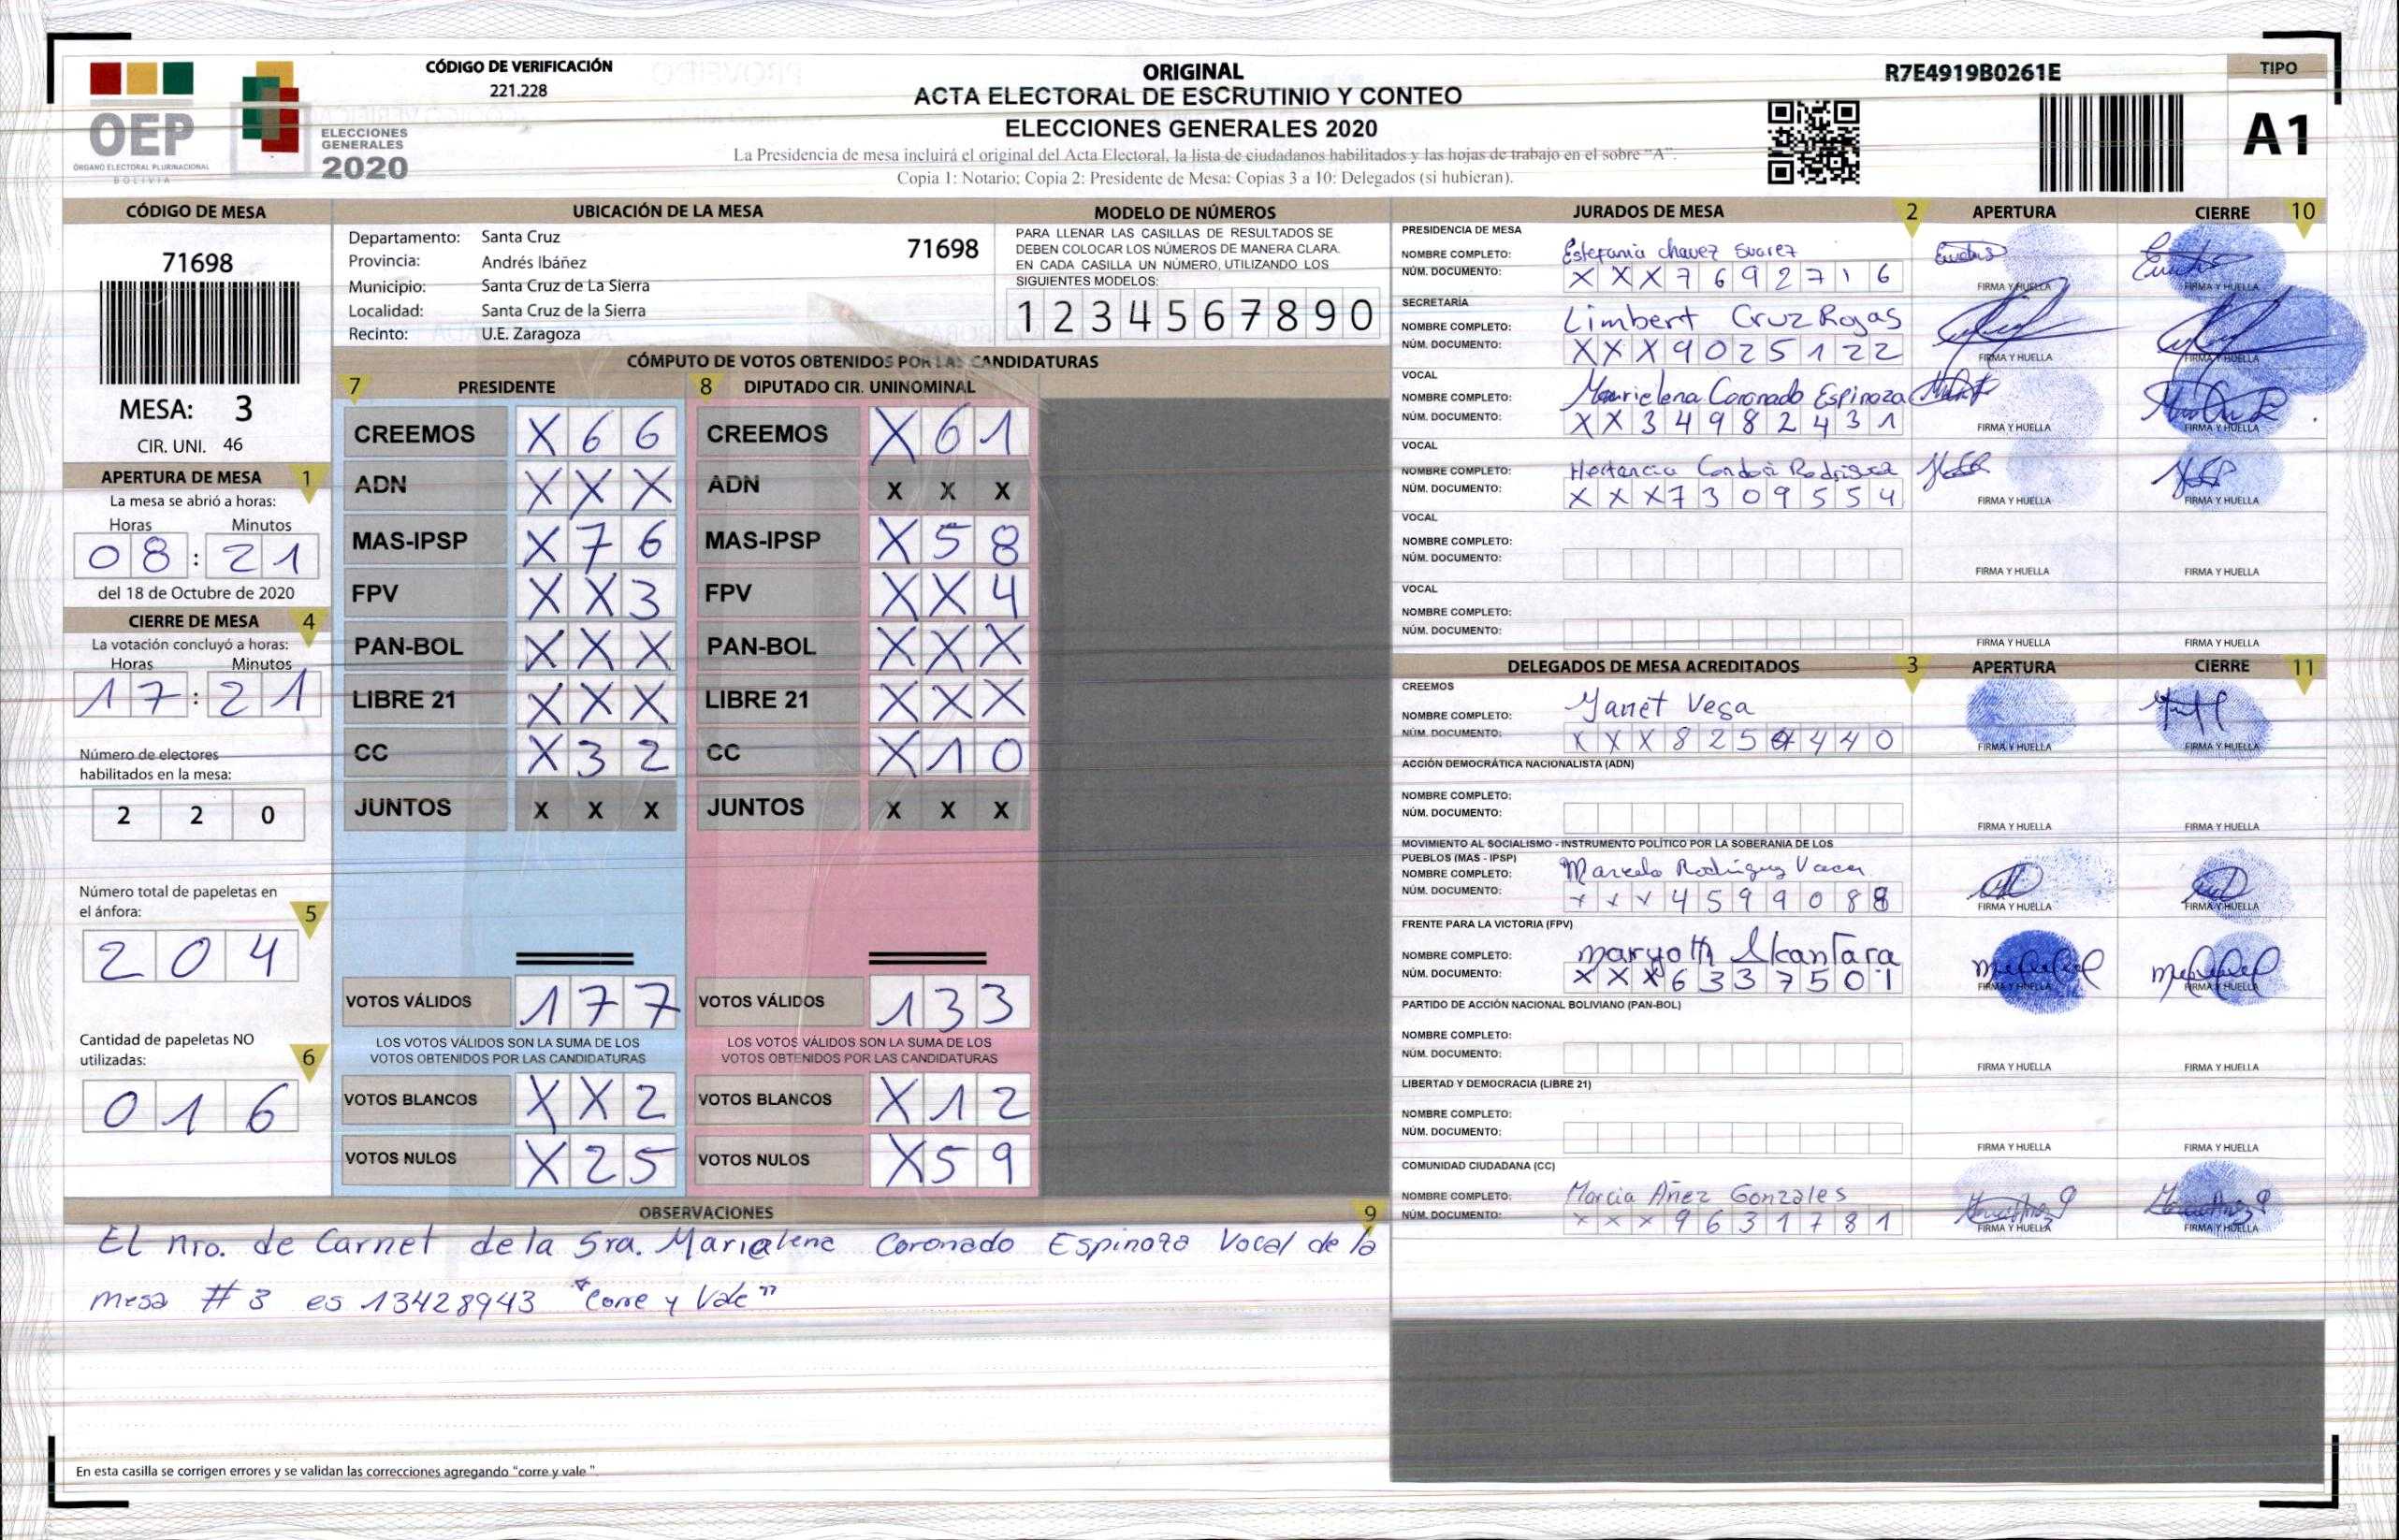 CÓDIGO DE VERIFICACIÓN
221.228
ORIGINAL
ACTA ELECTORAL DE ESCRUTINIO Y CONTEO
ELECCIONES GENERALES 2020
La Presidencia de mesa incluirá el original del Acta Electoral, la lista de ciudadanos habilitados y las hojas de trabajo en el sobre "A".
Copia 1: Notario; Copia 2: Presidente de Mesa; Copias 3 a 10: Delegados (si hubieran).
R7E4919B0261E
TIPO
A1
OEP
ÓRGANO ELECTORAL PLURINACIONAL
BOLIVIA
ELECCIONES
GENERALES
2020
CÓDIGO DE MESA
71698
MESA: 3
CIR. UNI. 46
APERTURA DE MESA 1
La mesa se abrió a horas:
Horas Minutos
08 : 21
del 18 de Octubre de 2020
CIERRE DE MESA 4
La votación concluyó a horas:
Horas Minutos
17 : 21
Número de electores
habilitados en la mesa:
2 2 0
Número total de papeletas en
el ánfora: 5
2 0 4
Cantidad de papeletas NO
utilizadas: 6
0 1 6
UBICACIÓN DE LA MESA
Departamento: Santa Cruz
Provincia: Andrés Ibáñez
Municipio: Santa Cruz de La Sierra
Localidad: Santa Cruz de la Sierra
Recinto: U.E. Zaragoza
71698
MODELO DE NÚMEROS
PARA LLENAR LAS CASILLAS DE RESULTADOS SE
DEBEN COLOCAR LOS NÚMEROS DE MANERA CLARA.
EN CADA CASILLA UN NÚMERO, UTILIZANDO LOS
SIGUIENTES MODELOS:
1 2 3 4 5 6 7 8 9 0
CÓMPUTO DE VOTOS OBTENIDOS POR LAS CANDIDATURAS
7 PRESIDENTE 8 DIPUTADO CIR. UNINOMINAL
CREEMOS X 6 6 CREEMOS X 6 1
ADN X X X ADN X X X
MAS-IPSP X 7 6 MAS-IPSP X 5 8
FPV X X 3 FPV X X 4
PAN-BOL X X X PAN-BOL X X X
LIBRE 21 X X X LIBRE 21 X X X
CC X 3 2 CC X 1 0
JUNTOS X X X JUNTOS X X X
VOTOS VÁLIDOS 1 7 7 VOTOS VÁLIDOS 1 3 3
LOS VOTOS VÁLIDOS SON LA SUMA DE LOS LOS VOTOS VÁLIDOS SON LA SUMA DE LOS
VOTOS OBTENIDOS POR LAS CANDIDATURAS VOTOS OBTENIDOS POR LAS CANDIDATURAS
VOTOS BLANCOS X X 2 VOTOS BLANCOS X 1 2
VOTOS NULOS X 2 5 VOTOS NULOS X 5 9
JURADOS DE MESA 2 APERTURA CIERRE 10
PRESIDENCIA DE MESA
NOMBRE COMPLETO: Estefania chavez Suarez
NÚM. DOCUMENTO: X X X 7 6 9 2 7 1 6
FIRMA Y HUELLA FIRMA Y HUELLA
SECRETARÍA
NOMBRE COMPLETO: Limbert Cruz Rojas
NÚM. DOCUMENTO: X X X 9 0 2 5 1 2 2
FIRMA Y HUELLA FIRMA Y HUELLA
VOCAL
NOMBRE COMPLETO: Marielena Coronado Espinoza
NÚM. DOCUMENTO: X X 3 4 9 8 2 4 3 1
FIRMA Y HUELLA FIRMA Y HUELLA
VOCAL
NOMBRE COMPLETO: Hortancia Condori Rodriguez
NÚM. DOCUMENTO: X X X 7 3 0 9 5 5 4
FIRMA Y HUELLA FIRMA Y HUELLA
VOCAL
NOMBRE COMPLETO:
NÚM. DOCUMENTO:
FIRMA Y HUELLA FIRMA Y HUELLA
VOCAL
NOMBRE COMPLETO:
NÚM. DOCUMENTO:
FIRMA Y HUELLA FIRMA Y HUELLA
DELEGADOS DE MESA ACREDITADOS 3 APERTURA CIERRE 11
CREEMOS
NOMBRE COMPLETO: Yanet Vega
NÚM. DOCUMENTO: X X X 8 2 5 4 4 4 0
FIRMA Y HUELLA FIRMA Y HUELLA
ACCIÓN DEMOCRÁTICA NACIONALISTA (ADN)
NOMBRE COMPLETO:
NÚM. DOCUMENTO:
FIRMA Y HUELLA FIRMA Y HUELLA
MOVIMIENTO AL SOCIALISMO - INSTRUMENTO POLÍTICO POR LA SOBERANIA DE LOS
PUEBLOS (MAS - IPSP)
NOMBRE COMPLETO: Marcelo Rodriguez Vaca
NÚM. DOCUMENTO: X X X 4 5 9 9 0 8 8
FIRMA Y HUELLA FIRMA Y HUELLA
FRENTE PARA LA VICTORIA (FPV)
NOMBRE COMPLETO: maryoth Alcantara
NÚM. DOCUMENTO: X X X 6 3 3 7 5 0 1
FIRMA Y HUELLA FIRMA Y HUELLA
PARTIDO DE ACCIÓN NACIONAL BOLIVIANO (PAN-BOL)
NOMBRE COMPLETO:
NÚM. DOCUMENTO:
FIRMA Y HUELLA FIRMA Y HUELLA
LIBERTAD Y DEMOCRACIA (LIBRE 21)
NOMBRE COMPLETO:
NÚM. DOCUMENTO:
FIRMA Y HUELLA FIRMA Y HUELLA
COMUNIDAD CIUDADANA (CC)
NOMBRE COMPLETO: Marcia Añez Gonzales
NÚM. DOCUMENTO: X X X 9 6 3 1 7 8 1
FIRMA Y HUELLA FIRMA Y HUELLA
OBSERVACIONES 9
El nro. de Carnet de la Sra. Marialena Coronado Espinoza Vocal de la
mesa # 3 es 13428943 "Corre y Vale"
En esta casilla se corrigen errores y se validan las correcciones agregando "corre y vale ".